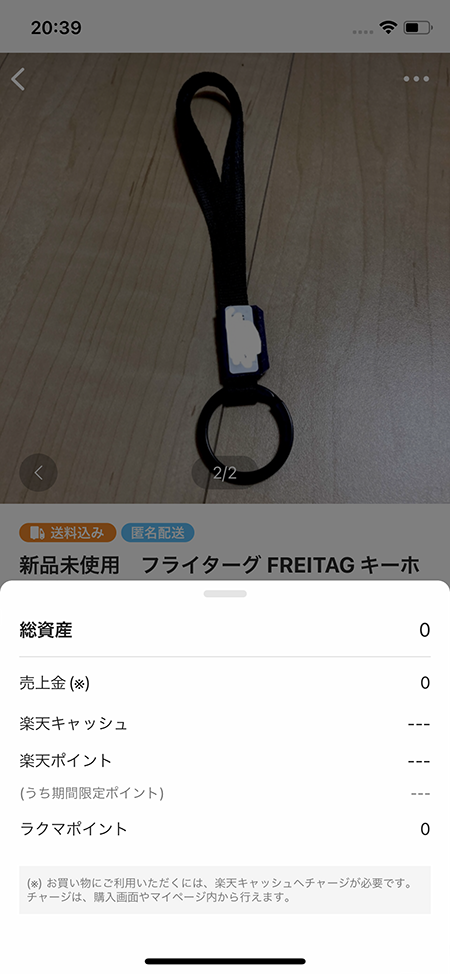 20:39
2/2
送料込み 匿名配送
新品未使用　フライターグ FREITAG キーホ
総資産 0
売上金 (※) 0
楽天キャッシュ ---
楽天ポイント ---
(うち期間限定ポイント) ---
ラクマポイント 0
(※) お買い物にご利用いただくには、楽天キャッシュへチャージが必要です。
チャージは、購入画面やマイページ内から行えます。